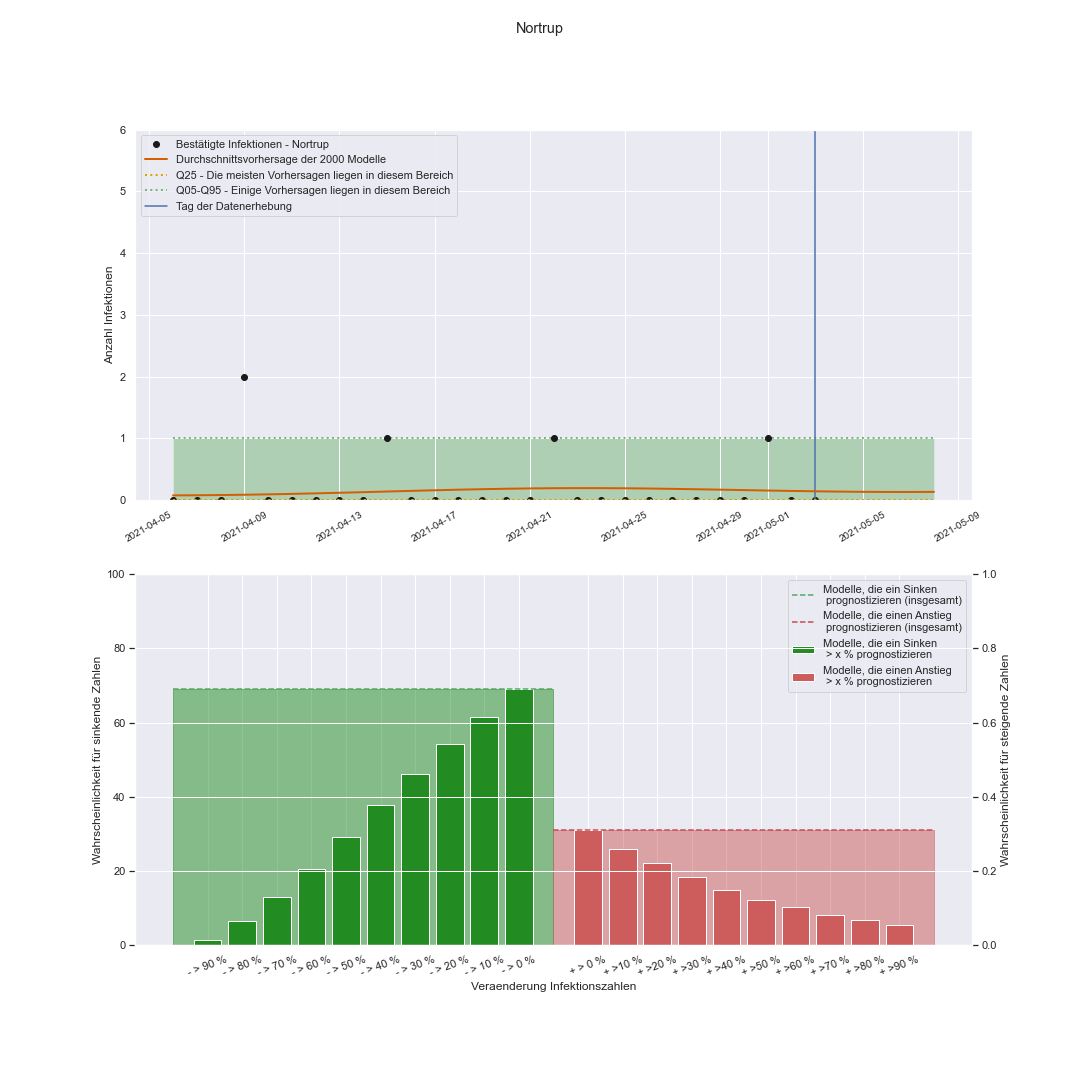 Nortrup
6
5
4
3
2
1
0
Anzahl Infektionen
Bestätigte Infektionen - Nortrup
Durchschnittsvorhersage der 2000 Modelle
Q25 - Die meisten Vorhersagen liegen in diesem Bereich
Q05-Q95 - Einige Vorhersagen liegen in diesem Bereich
Tag der Datenerhebung
2021-04-05
2021-04-09
2021-04-13
2021-04-17
2021-04-21
2021-04-25
2021-04-29
2021-05-01
2021-05-05
2021-05-09
100
80
60
40
20
0
Wahrscheinlichkeit für sinkende Zahlen
Modelle, die ein Sinken
prognostizieren (insgesamt)
Modelle, die einen Anstieg
prognostizieren (insgesamt)
Modelle, die ein Sinken
> x % prognostizieren
Modelle, die einen Anstieg
> x % prognostizieren
1.0
0.8
0.6
0.4
0.2
0.0
Wahrscheinlichkeit für steigende Zahlen
- > 90 %
- > 80 %
- > 70 %
- > 60 %
- > 50 %
- > 40 %
- > 30 %
- > 20 %
- > 10 %
- > 0 %
+ > 0 %
+ >10 %
+ >20 %
+ >30 %
+ >40 %
+ >50 %
+ >60 %
+ >70 %
+ >80 %
+ >90 %
Veraenderung Infektionszahlen